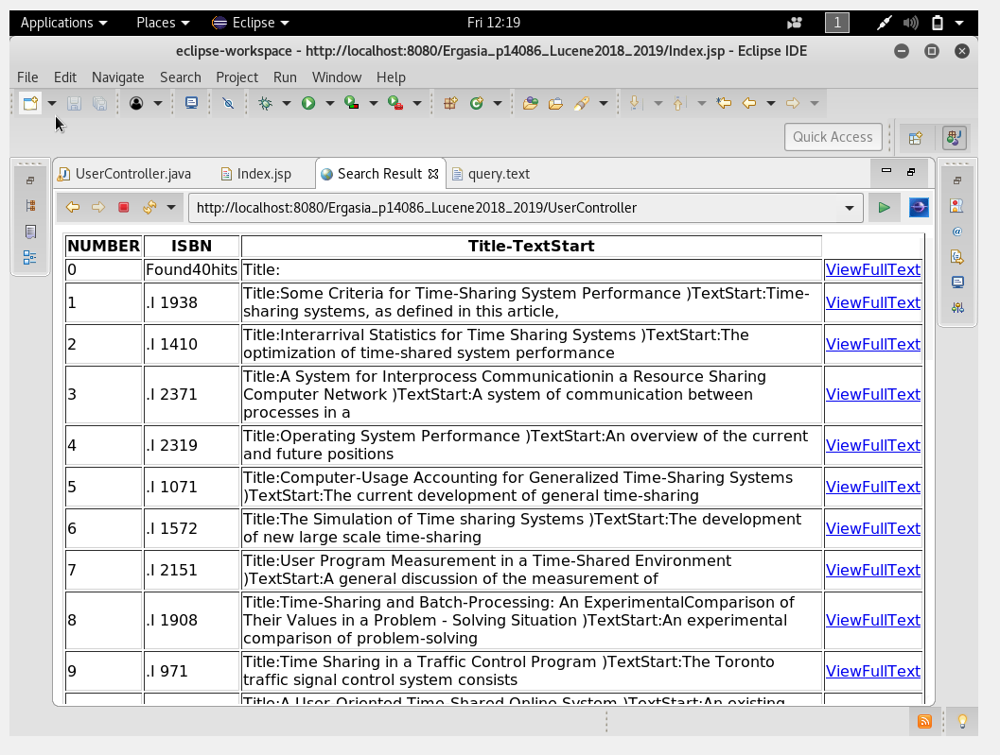 Applications Places Eclipse Fri 12:19 1
eclipse-workspace - http://localhost:8080/Ergasia_p14086_Lucene2018_2019/Index.jsp - Eclipse IDE
File Edit Navigate Search Project Run Window Help
Quick Access
UserController.java Index.jsp Search Result query.text
http://localhost:8080/Ergasia_p14086_Lucene2018_2019/UserController
NUMBER ISBN Title-TextStart
0 Found40hits Title: ViewFullText
1 .I 1938 Title:Some Criteria for Time-Sharing System Performance )TextStart:Time-
sharing systems, as defined in this article, ViewFullText
2 .I 1410 Title:Interarrival Statistics for Time Sharing Systems )TextStart:The
optimization of time-shared system performance ViewFullText
3 .I 2371 Title:A System for Interprocess Communicationin a Resource Sharing
Computer Network )TextStart:A system of communication between
processes in a ViewFullText
4 .I 2319 Title:Operating System Performance )TextStart:An overview of the current
and future positions ViewFullText
5 .I 1071 Title:Computer-Usage Accounting for Generalized Time-Sharing Systems
)TextStart:The current development of general time-sharing ViewFullText
6 .I 1572 Title:The Simulation of Time sharing Systems )TextStart:The development
of new large scale time-sharing ViewFullText
7 .I 2151 Title:User Program Measurement in a Time-Shared Environment
)TextStart:A general discussion of the measurement of ViewFullText
8 .I 1908 Title:Time-Sharing and Batch-Processing: An ExperimentalComparison of
Their Values in a Problem - Solving Situation )TextStart:An experimental
comparison of problem-solving ViewFullText
9 .I 971 Title:Time Sharing in a Traffic Control Program )TextStart:The Toronto
traffic signal control system consists ViewFullText
Title:A User-Oriented Time-Shared Online System )TextStart:An existing